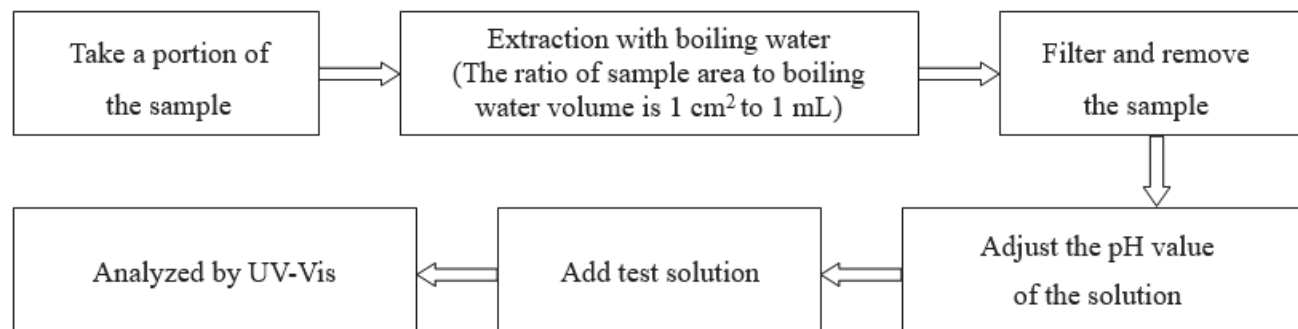 Take a portion of
the sample
Extraction with boiling water
(The ratio of sample area to boiling
water volume is 1 cm² to 1 mL)
Filter and remove
the sample
Adjust the pH value
of the solution
Add test solution
Analyzed by UV-Vis